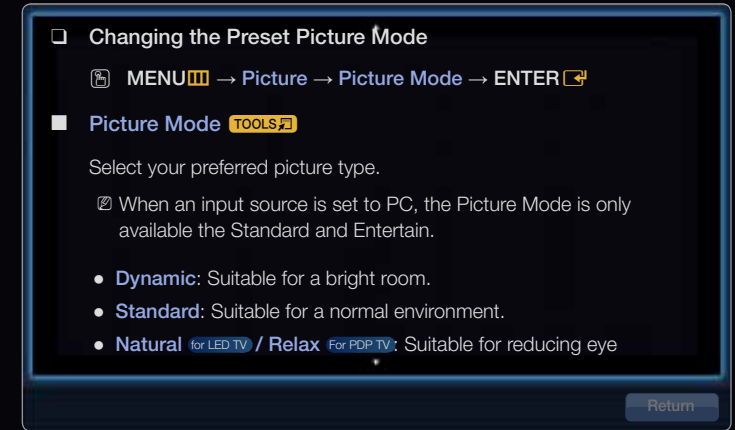 Changing the Preset Picture Mode
MENU → Picture → Picture Mode → ENTER
Picture Mode TOOLS
Select your preferred picture type.
When an input source is set to PC, the Picture Mode is only
available the Standard and Entertain.
● Dynamic: Suitable for a bright room.
● Standard: Suitable for a normal environment.
● Natural for LED TV / Relax For PDP TV: Suitable for reducing eye
Return